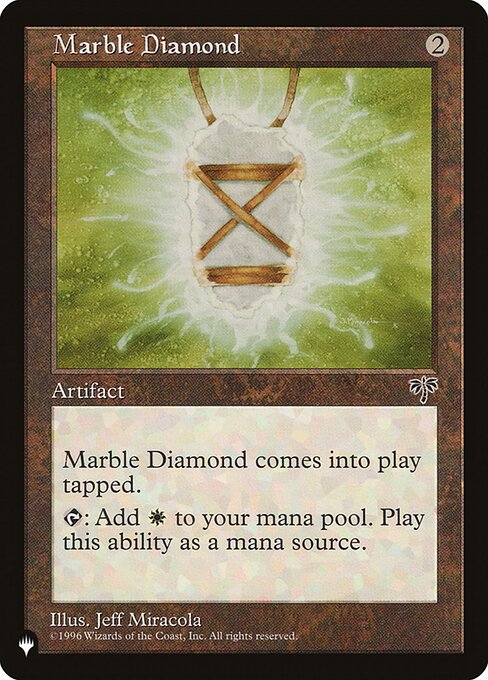 Marble Diamond 2
Artifact
Marble Diamond comes into play
tapped.
: Add to your mana pool. Play
this ability as a mana source.
Illus. Jeff Miracola
©1996 Wizards of the Coast, Inc. All rights reserved.